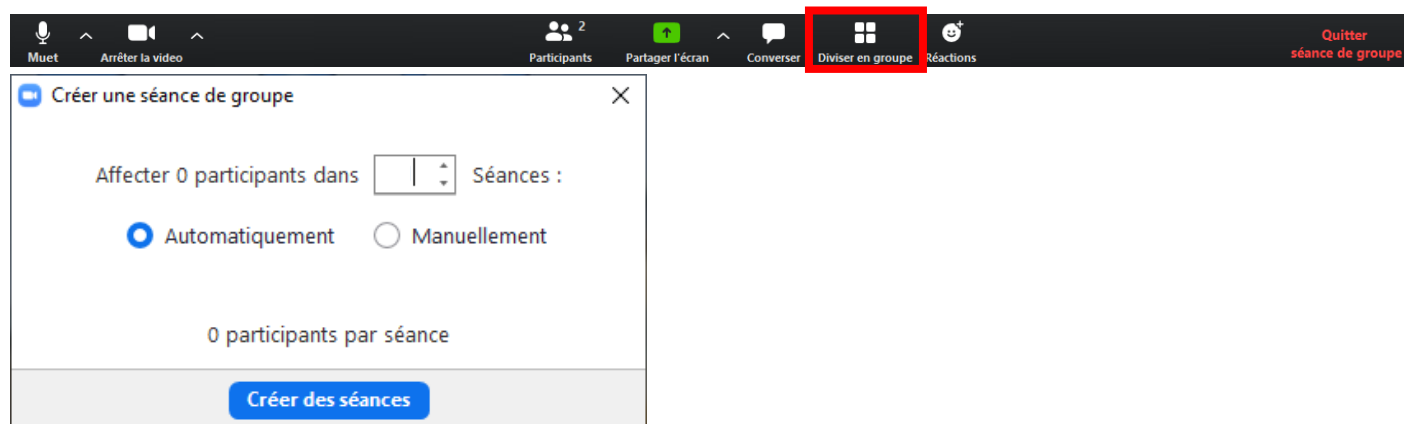 Muet Arrêter la video Participants 2 Partager l'écran Converser Diviser en groupe Réactions Quitter
séance de groupe
Créer une séance de groupe
Affecter 0 participants dans Séances :
Automatiquement Manuellement
0 participants par séance
Créer des séances